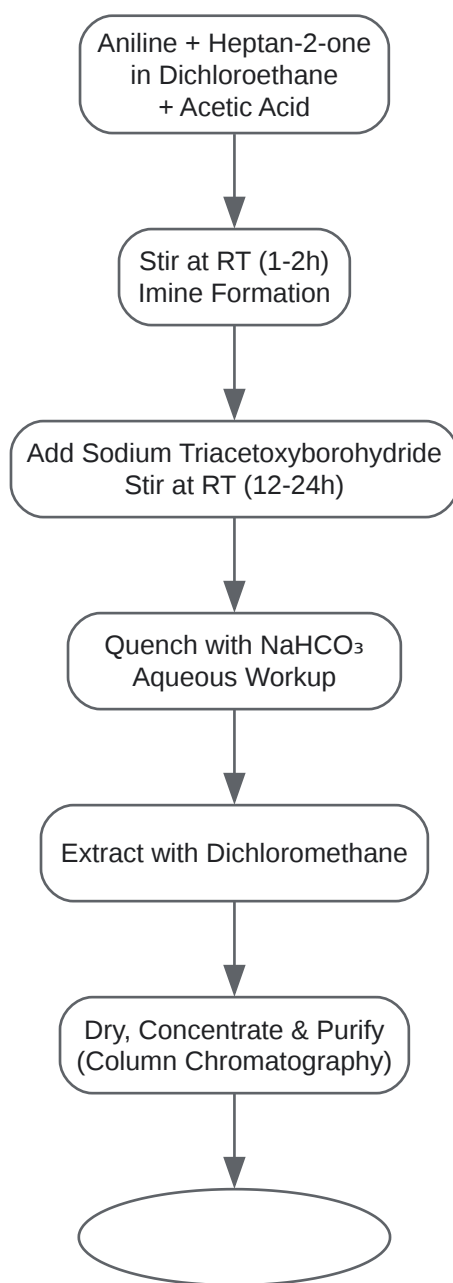 Aniline + Heptan-2-one
in Dichloroethane
+ Acetic Acid
Stir at RT (1-2h)
Imine Formation
Add Sodium Triacetoxyborohydride
Stir at RT (12-24h)
Quench with NaHCO₃
Aqueous Workup
Extract with Dichloromethane
Dry, Concentrate & Purify
(Column Chromatography)